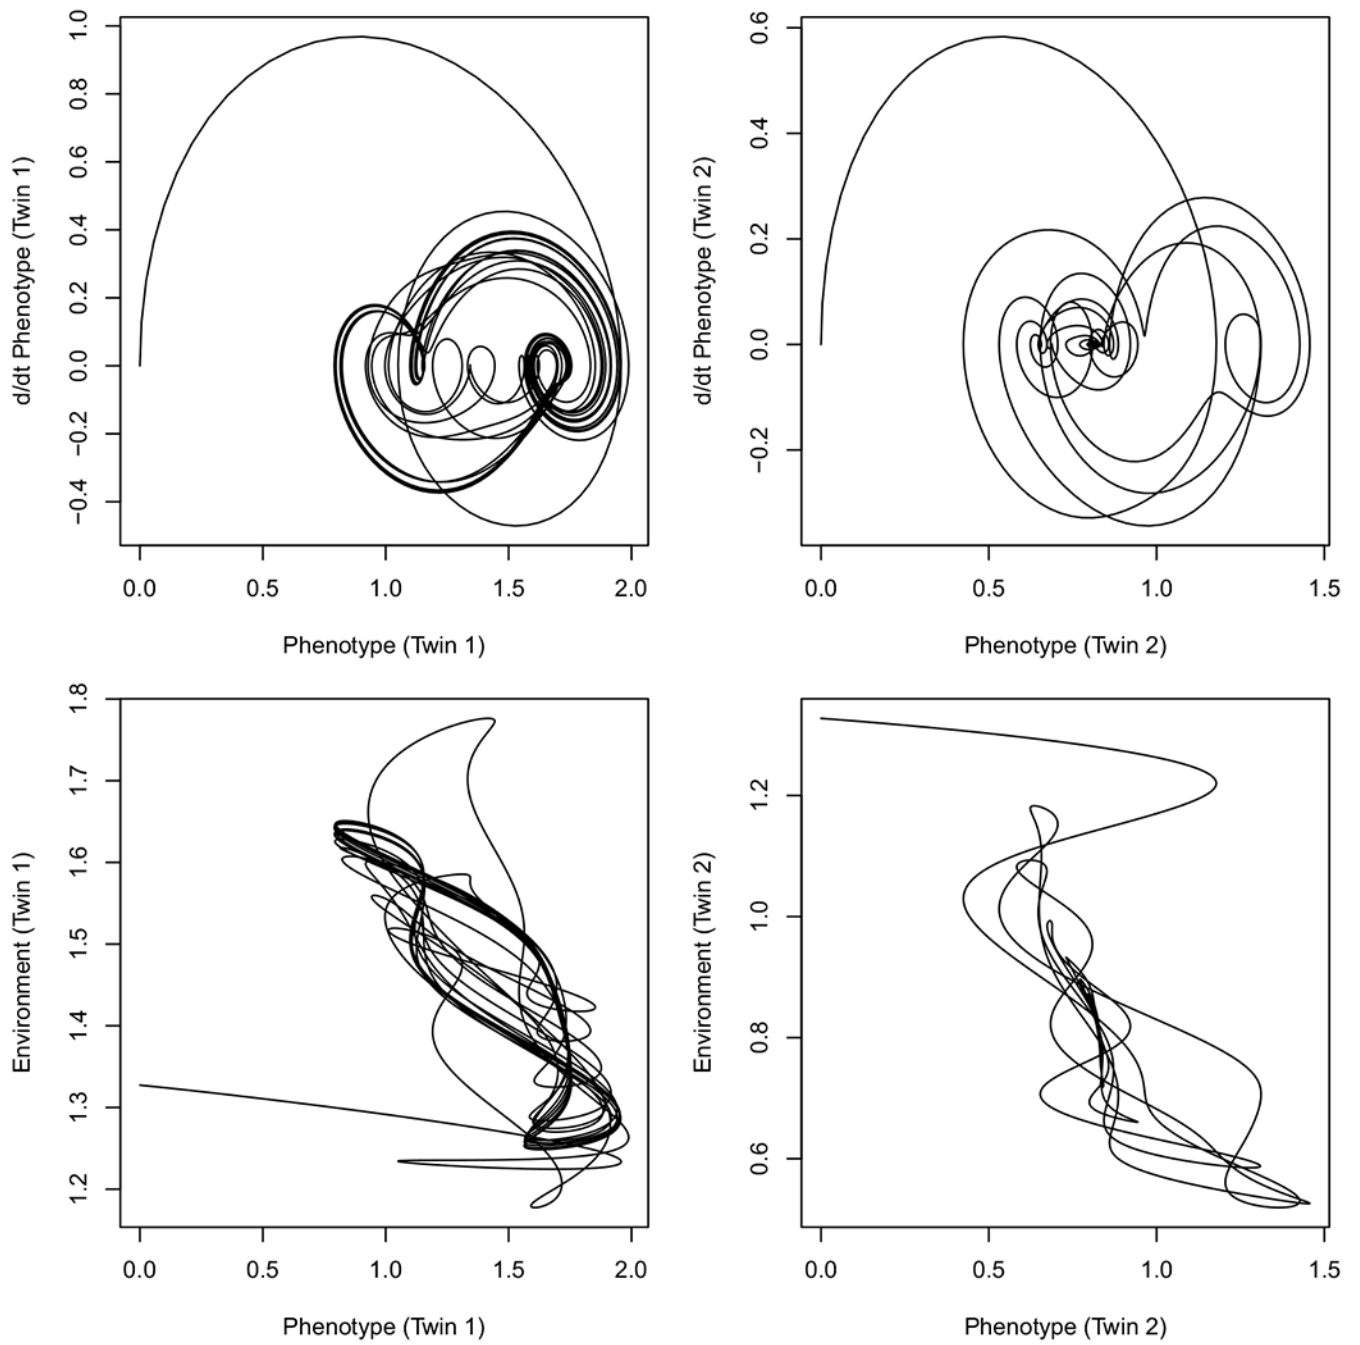 d/dt Phenotype (Twin 1)
1.0
0.8
0.6
0.4
0.2
0.0
−0.2
−0.4
0.0 0.5 1.0 1.5 2.0
Phenotype (Twin 1)
d/dt Phenotype (Twin 2)
0.6
0.4
0.2
0.0
−0.2
0.0 0.5 1.0 1.5
Phenotype (Twin 2)
Environment (Twin 1)
1.8
1.7
1.6
1.5
1.4
1.3
1.2
0.0 0.5 1.0 1.5 2.0
Phenotype (Twin 1)
Environment (Twin 2)
1.2
1.0
0.8
0.6
0.0 0.5 1.0 1.5
Phenotype (Twin 2)